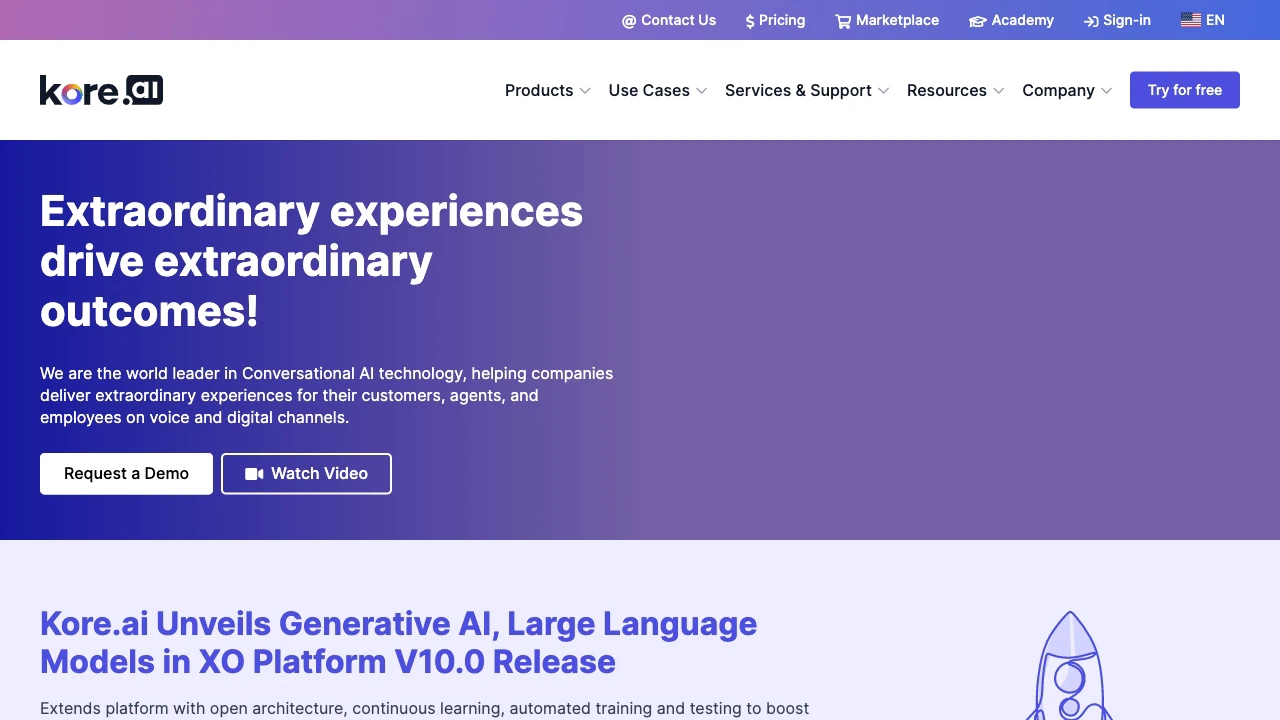 Contact Us
Pricing
Marketplace
Academy
Sign-in
EN
kore.ai
Products
Use Cases
Services & Support
Resources
Company
Try for free
Extraordinary experiences
drive extraordinary
outcomes!
We are the world leader in Conversational AI technology, helping companies
deliver extraordinary experiences for their customers, agents, and
employees on voice and digital channels.
Request a Demo
Watch Video
Kore.ai Unveils Generative AI, Large Language
Models in XO Platform V10.0 Release
Extends platform with open architecture, continuous learning, automated training and testing to boost